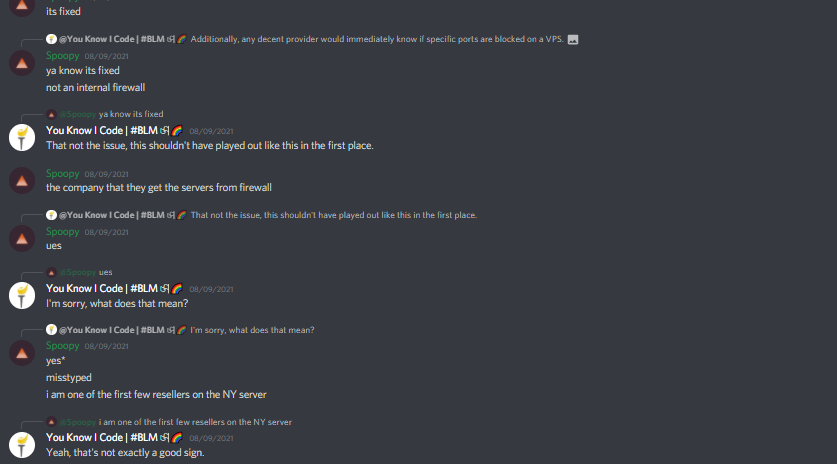 Spoopy 08/09/2021
its fixed
@You Know I Code | #BLM 🌈 Additionally, any decent provider would immediately know if specific ports are blocked on a VPS.
Spoopy 08/09/2021
ya know its fixed
not an internal firewall
@Spoopy ya know its fixed
You Know I Code | #BLM 🌈 08/09/2021
That not the issue, this shouldn't have played out like this in the first place.
Spoopy 08/09/2021
the company that they get the servers from firewall
@You Know I Code | #BLM 🌈 That not the issue, this shouldn't have played out like this in the first place.
Spoopy 08/09/2021
ues
@Spoopy ues
You Know I Code | #BLM 🌈 08/09/2021
I'm sorry, what does that mean?
@You Know I Code | #BLM 🌈 I'm sorry, what does that mean?
Spoopy 08/09/2021
yes*
misstyped
i am one of the first few resellers on the NY server
@Spoopy i am one of the first few resellers on the NY server
You Know I Code | #BLM 🌈 08/09/2021
Yeah, that's not exactly a good sign.